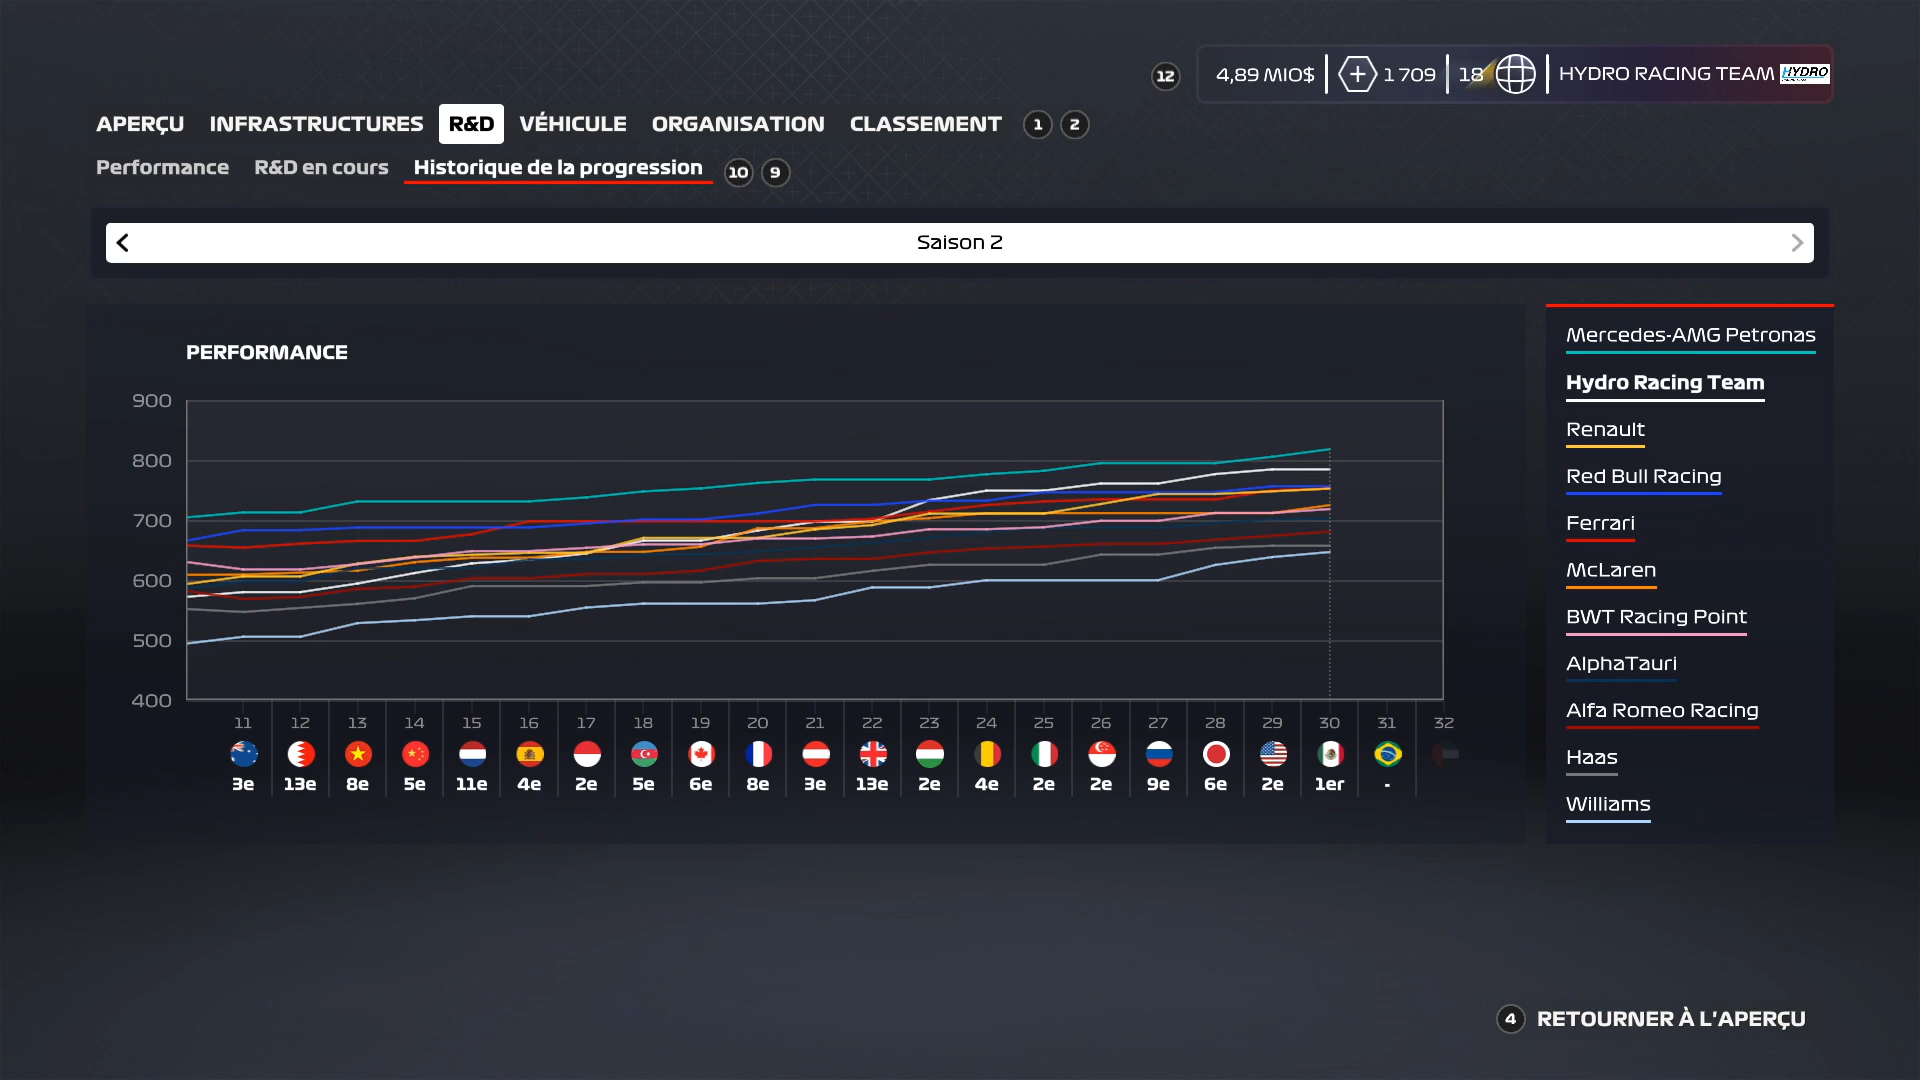 12 4,89 MIO$ 1 709 18 HYDRO RACING TEAM HYDRO
APERÇU INFRASTRUCTURES R&D VÉHICULE ORGANISATION CLASSEMENT 1 2
Performance R&D en cours Historique de la progression 10 9
Saison 2
PERFORMANCE
900
800
700
600
500
400
11 12 13 14 15 16 17 18 19 20 21 22 23 24 25 26 27 28 29 30 31 32
3e 13e 8e 5e 11e 4e 2e 5e 6e 8e 3e 13e 2e 4e 2e 2e 9e 6e 2e 1er -
Mercedes-AMG Petronas
Hydro Racing Team
Renault
Red Bull Racing
Ferrari
McLaren
BWT Racing Point
AlphaTauri
Alfa Romeo Racing
Haas
Williams
4 RETOURNER À L'APERÇU